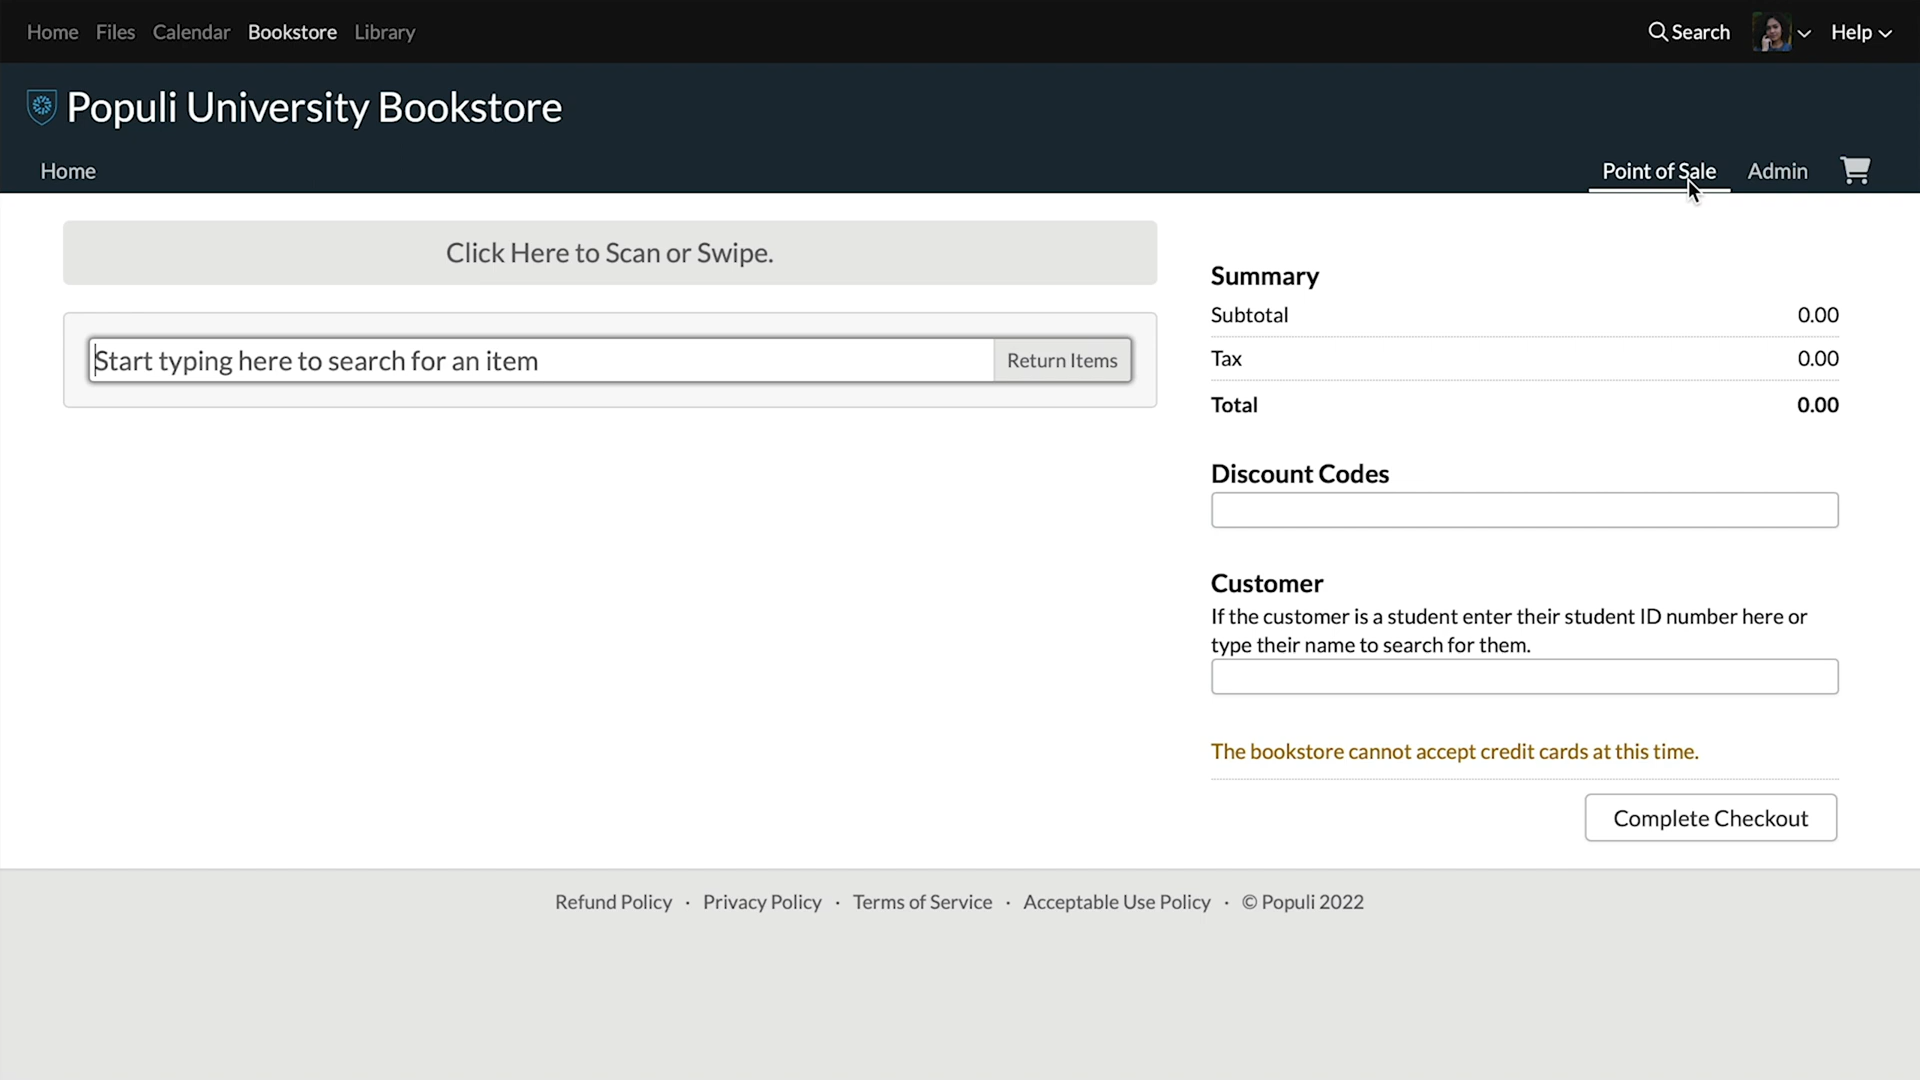 Home Files Calendar Bookstore Library Search Help
Populi University Bookstore
Home Point of Sale Admin
Click Here to Scan or Swipe.
Start typing here to search for an item Return Items
Summary
Subtotal 0.00
Tax 0.00
Total 0.00
Discount Codes
Customer
If the customer is a student enter their student ID number here or
type their name to search for them.
The bookstore cannot accept credit cards at this time.
Complete Checkout
Refund Policy · Privacy Policy · Terms of Service · Acceptable Use Policy · © Populi 2022